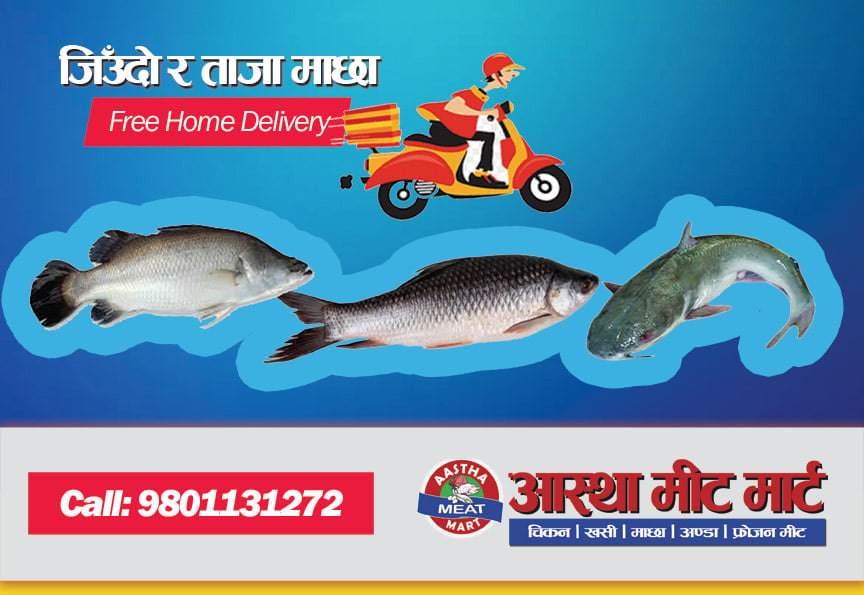 जिउँदो र ताजा माछा
Free Home Delivery
Call: 9801131272
AASTHA
MEAT
MART
आस्था मीट मार्ट
चिकन | खसी | माछा | अण्डा | फ्रोजन मीट